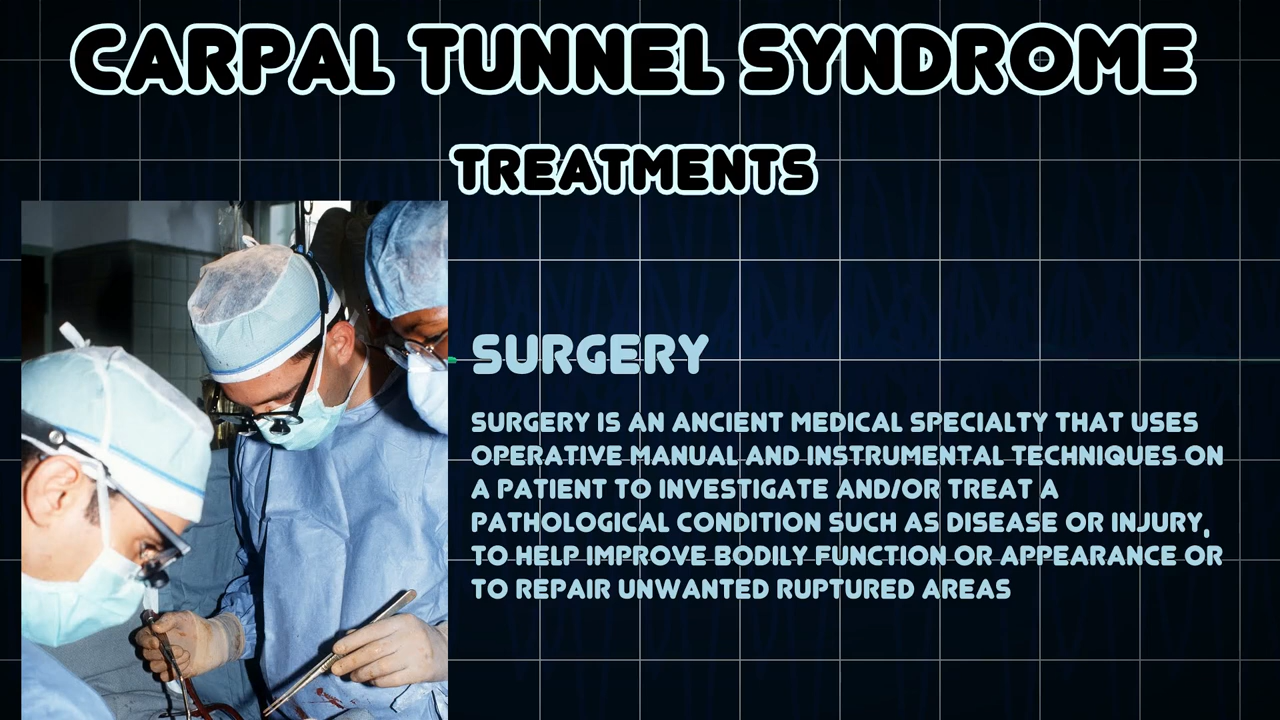 CARPAL TUNNEL SYNDROME
TREATMENTS
SURGERY
SURGERY IS AN ANCIENT MEDICAL SPECIALTY THAT USES
OPERATIVE MANUAL AND INSTRUMENTAL TECHNIQUES ON
A PATIENT TO INVESTIGATE AND/OR TREAT A
PATHOLOGICAL CONDITION SUCH AS DISEASE OR INJURY,
TO HELP IMPROVE BODILY FUNCTION OR APPEARANCE OR
TO REPAIR UNWANTED RUPTURED AREAS